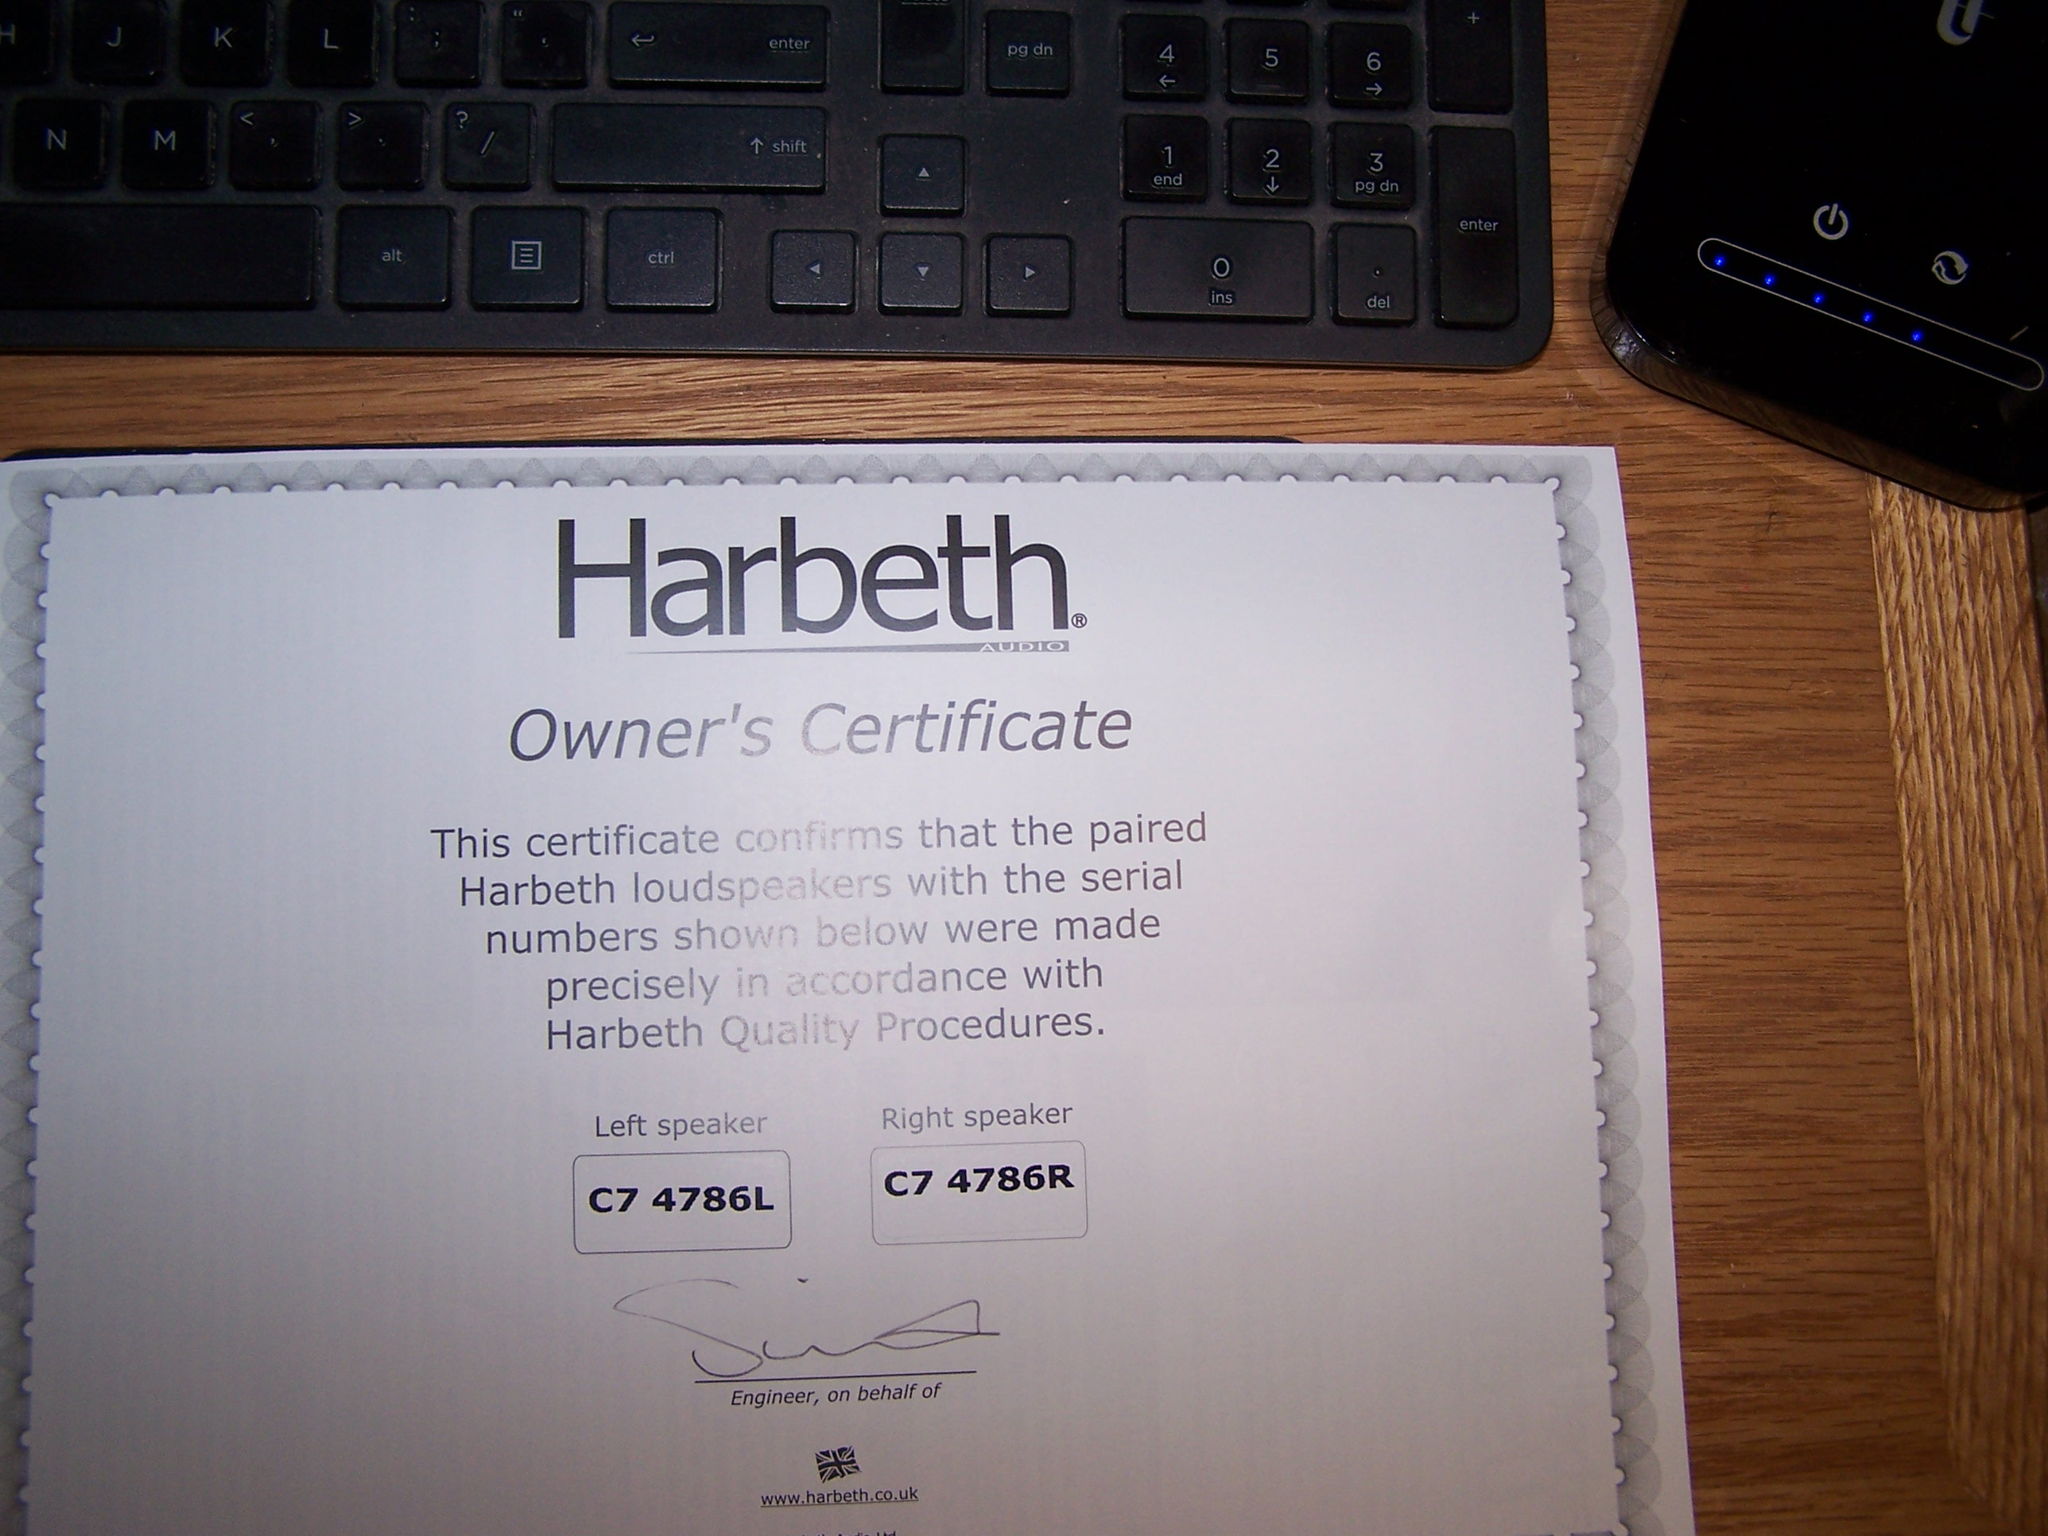 J K L : ; " ' enter
pg dn
4 5 6 +
N M < , > . ? / shift
1 end 2 3 pg dn
alt ctrl
0 ins . del enter
Harbeth®
AUDIO
Owner's Certificate
This certificate confirms that the paired
Harbeth loudspeakers with the serial
numbers shown below were made
precisely in accordance with
Harbeth Quality Procedures.
Left speaker Right speaker
C7 4786L C7 4786R
Engineer, on behalf of
www.harbeth.co.uk